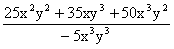 25x²y² + 35xy³ + 50x³y²
- 5x³y³